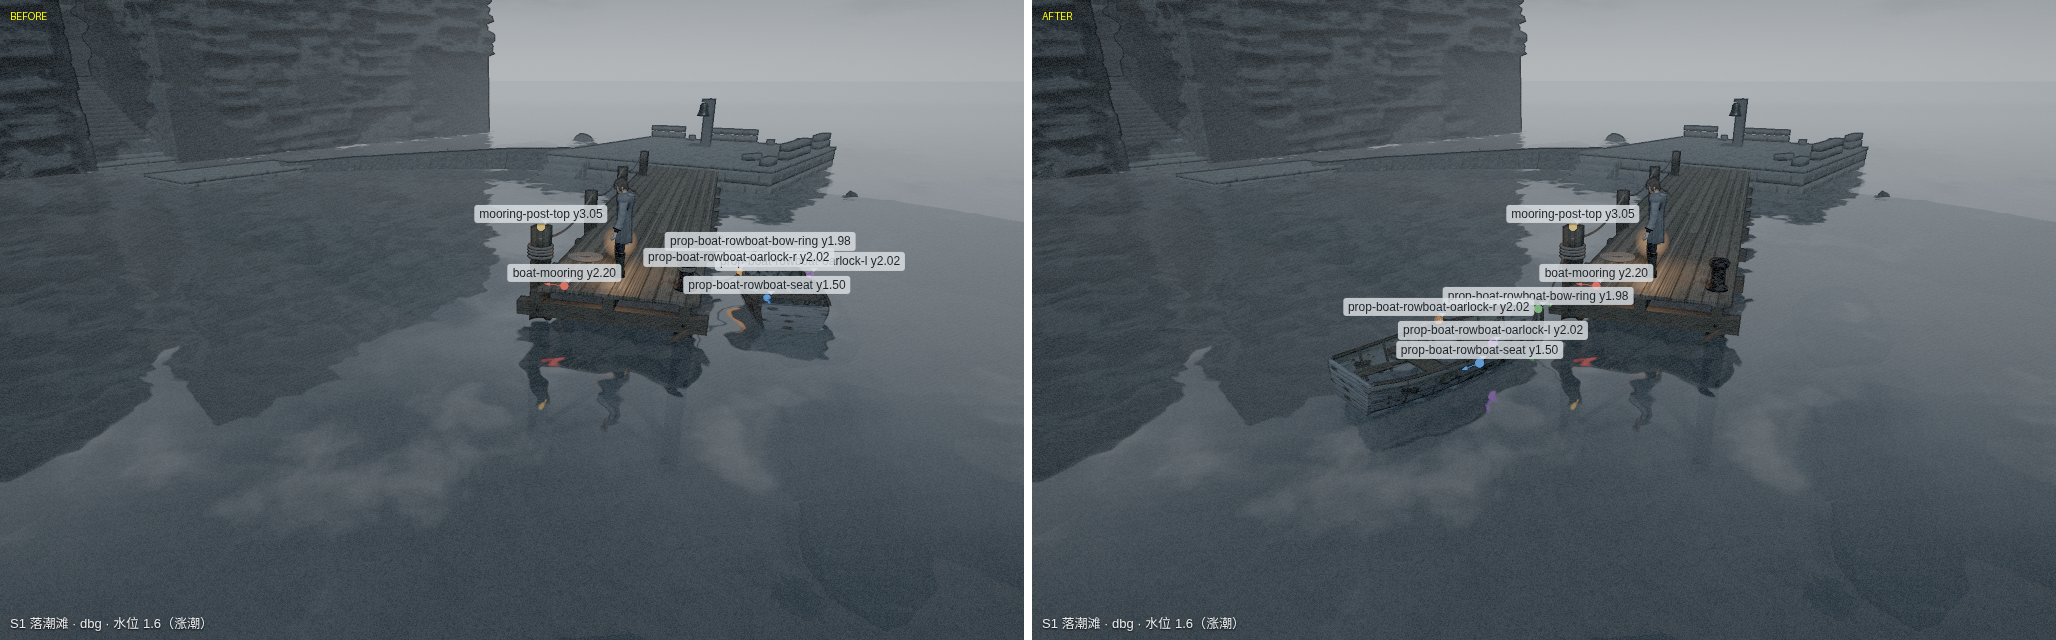 BEFORE
mooring-post-top y3.05
prop-boat-rowboat-bow-ring y1.98
prop-boat-rowboat-oarlock-r y2.02
arlock-l y2.02
boat-mooring y2.20
prop-boat-rowboat-seat y1.50
S1 落潮滩 · dbg · 水位 1.6（涨潮）
AFTER
mooring-post-top y3.05
boat-mooring y2.20
prop-boat-rowboat-bow-ring y1.98
prop-boat-rowboat-oarlock-r y2.02
prop-boat-rowboat-oarlock-l y2.02
prop-boat-rowboat-seat y1.50
S1 落潮滩 · dbg · 水位 1.6（涨潮）